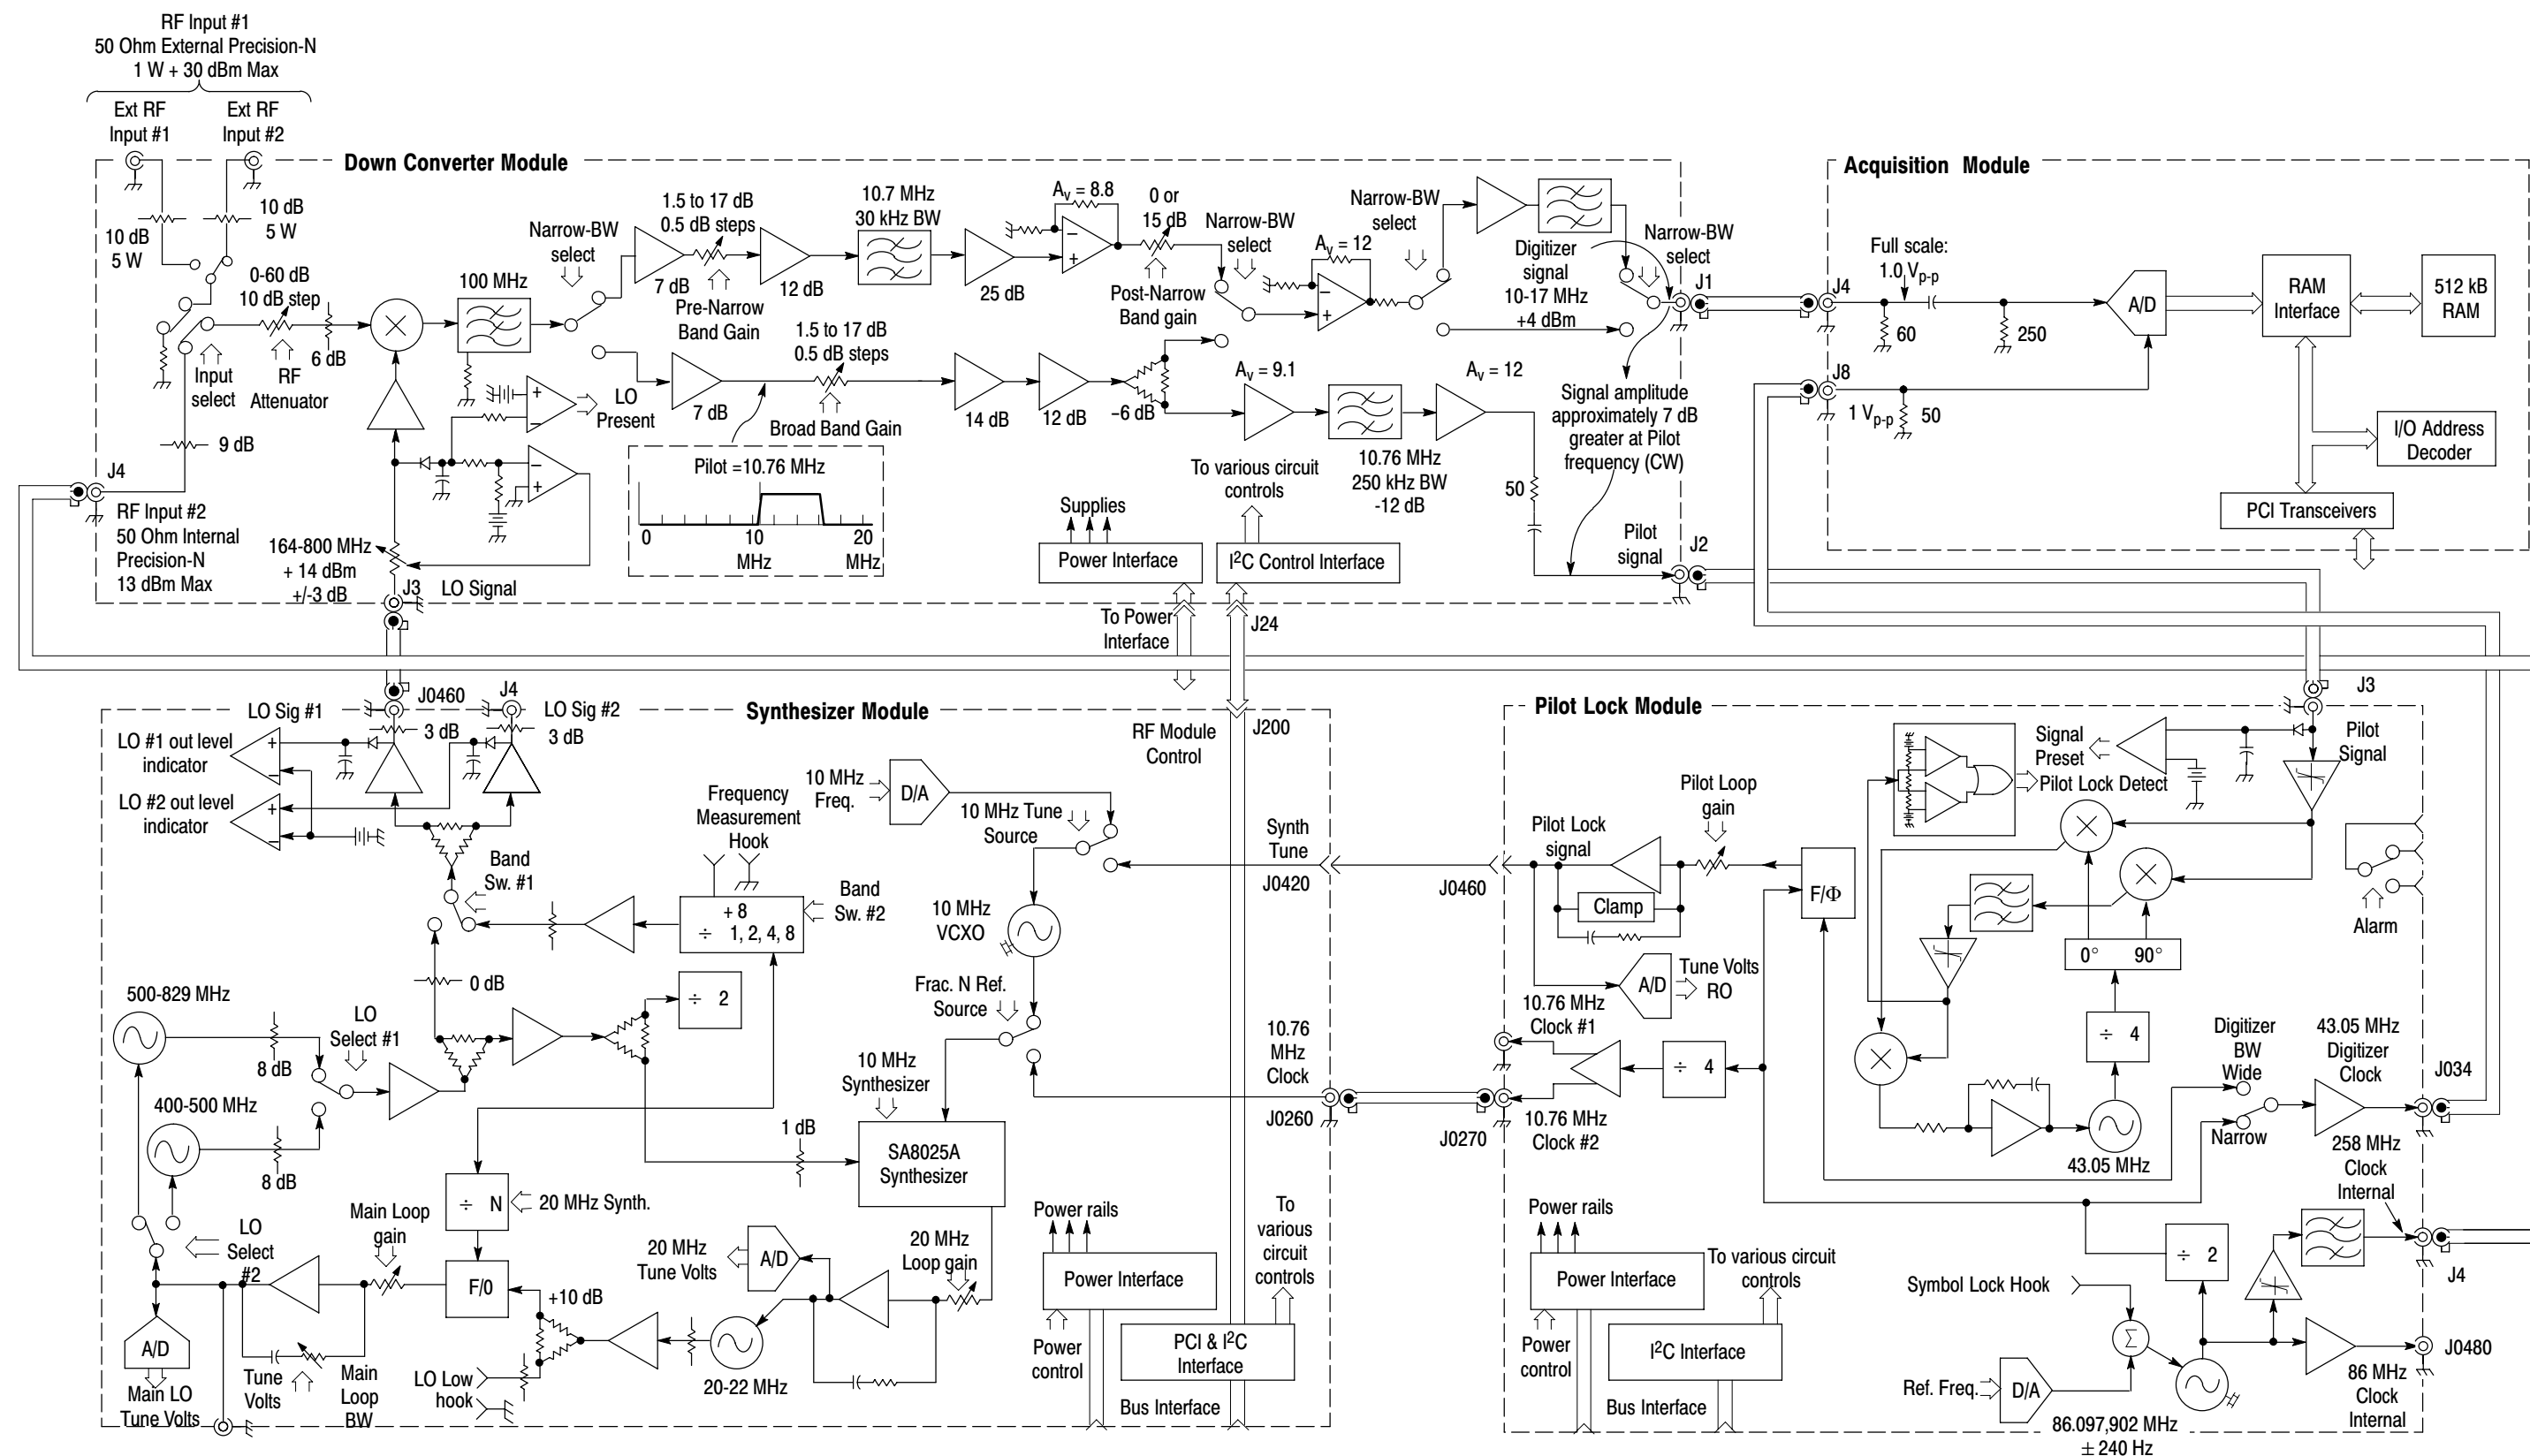 RF Input #1
50 Ohm External Precision-N
1 W + 30 dBm Max
Ext RF
Input #1
Ext RF
Input #2
Down Converter Module
10 dB
5 W
10 dB
5 W
0-60 dB
10 dB step
6 dB
Input
select
RF
Attenuator
9 dB
J4
RF Input #2
50 Ohm Internal
Precision-N
13 dBm Max
100 MHz
Narrow-BW
select
1.5 to 17 dB
0.5 dB steps
7 dB
Pre-Narrow
Band Gain
12 dB
10.7 MHz
30 kHz BW
25 dB
Av = 8.8
0 or
15 dB
Post-Narrow
Band gain
Narrow-BW
select
Av = 12
Narrow-BW
select
Digitizer
signal
10-17 MHz
+4 dBm
Narrow-BW
select
J1
LO
Present
7 dB
1.5 to 17 dB
0.5 dB steps
Broad Band Gain
14 dB
12 dB
−6 dB
Av = 9.1
10.76 MHz
250 kHz BW
-12 dB
Av = 12
Signal amplitude
approximately 7 dB
greater at Pilot
frequency (CW)
50
Pilot
signal
J2
Pilot =10.76 MHz
0
10
MHz
20
MHz
164-800 MHz
+ 14 dBm
+/-3 dB
J3
LO Signal
Supplies
Power Interface
To various circuit
controls
I²C Control Interface
To Power
Interface
J24
Acquisition Module
J4
Full scale:
1.0 Vp-p
60
250
A/D
RAM
Interface
512 kB
RAM
J8
1 Vp-p
50
I/O Address
Decoder
PCI Transceivers
Synthesizer Module
LO Sig #1
J0460
J4
LO Sig #2
3 dB
3 dB
LO #1 out level
indicator
LO #2 out level
indicator
Band
Sw. #1
Frequency
Measurement
Hook
+ 8
÷ 1, 2, 4, 8
Band
Sw. #2
10 MHz
Freq.
D/A
10 MHz Tune
Source
RF Module
Control
J200
Synth
Tune
J0420
10 MHz
VCXO
Frac. N Ref.
Source
0 dB
÷ 2
500-829 MHz
8 dB
LO
Select #1
400-500 MHz
8 dB
10 MHz
Synthesizer
10.76
MHz
Clock
J0260
1 dB
SA8025A
Synthesizer
÷ N
20 MHz Synth.
LO
Select
#2
Main Loop
gain
F/0
+10 dB
20 MHz
Tune Volts
A/D
20 MHz
Loop gain
A/D
Main LO
Tune Volts
Tune
Volts
Main
Loop
BW
LO Low
hook
20-22 MHz
Power rails
Power Interface
Power
control
To
various
circuit
controls
PCI & I²C
Interface
Bus Interface
Pilot Lock Module
J3
Pilot
Signal
Signal
Preset
Pilot Lock Detect
Pilot Loop
gain
Pilot Lock
signal
J0460
Clamp
F/Φ
A/D
Tune Volts
RO
Alarm
0°
90°
÷ 4
10.76 MHz
Clock #1
÷ 4
10.76 MHz
Clock #2
J0270
43.05 MHz
Digitizer
BW
Wide
Narrow
43.05 MHz
Digitizer
Clock
J034
258 MHz
Clock
Internal
J4
÷ 2
Symbol Lock Hook
Σ
Ref. Freq.
D/A
86.097,902 MHz
± 240 Hz
J0480
86 MHz
Clock
Internal
Power rails
Power Interface
Power
control
To various circuit
controls
I²C Interface
Bus Interface